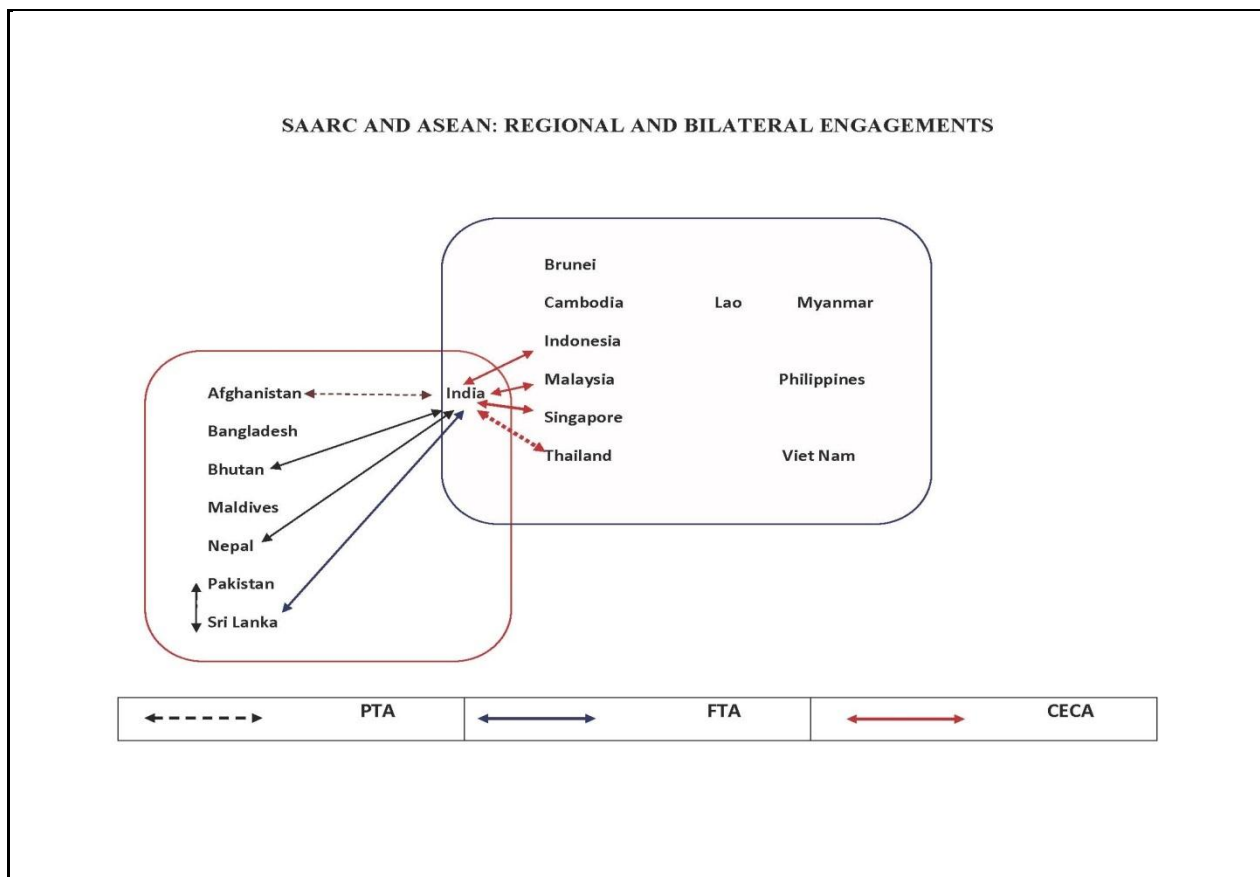 SAARC AND ASEAN: REGIONAL AND BILATERAL ENGAGEMENTS
Brunei
Cambodia Lao Myanmar
Indonesia
Malaysia Philippines
Singapore
Thailand Viet Nam
India
Afghanistan
Bangladesh
Bhutan
Maldives
Nepal
Pakistan
Sri Lanka
PTA FTA CECA